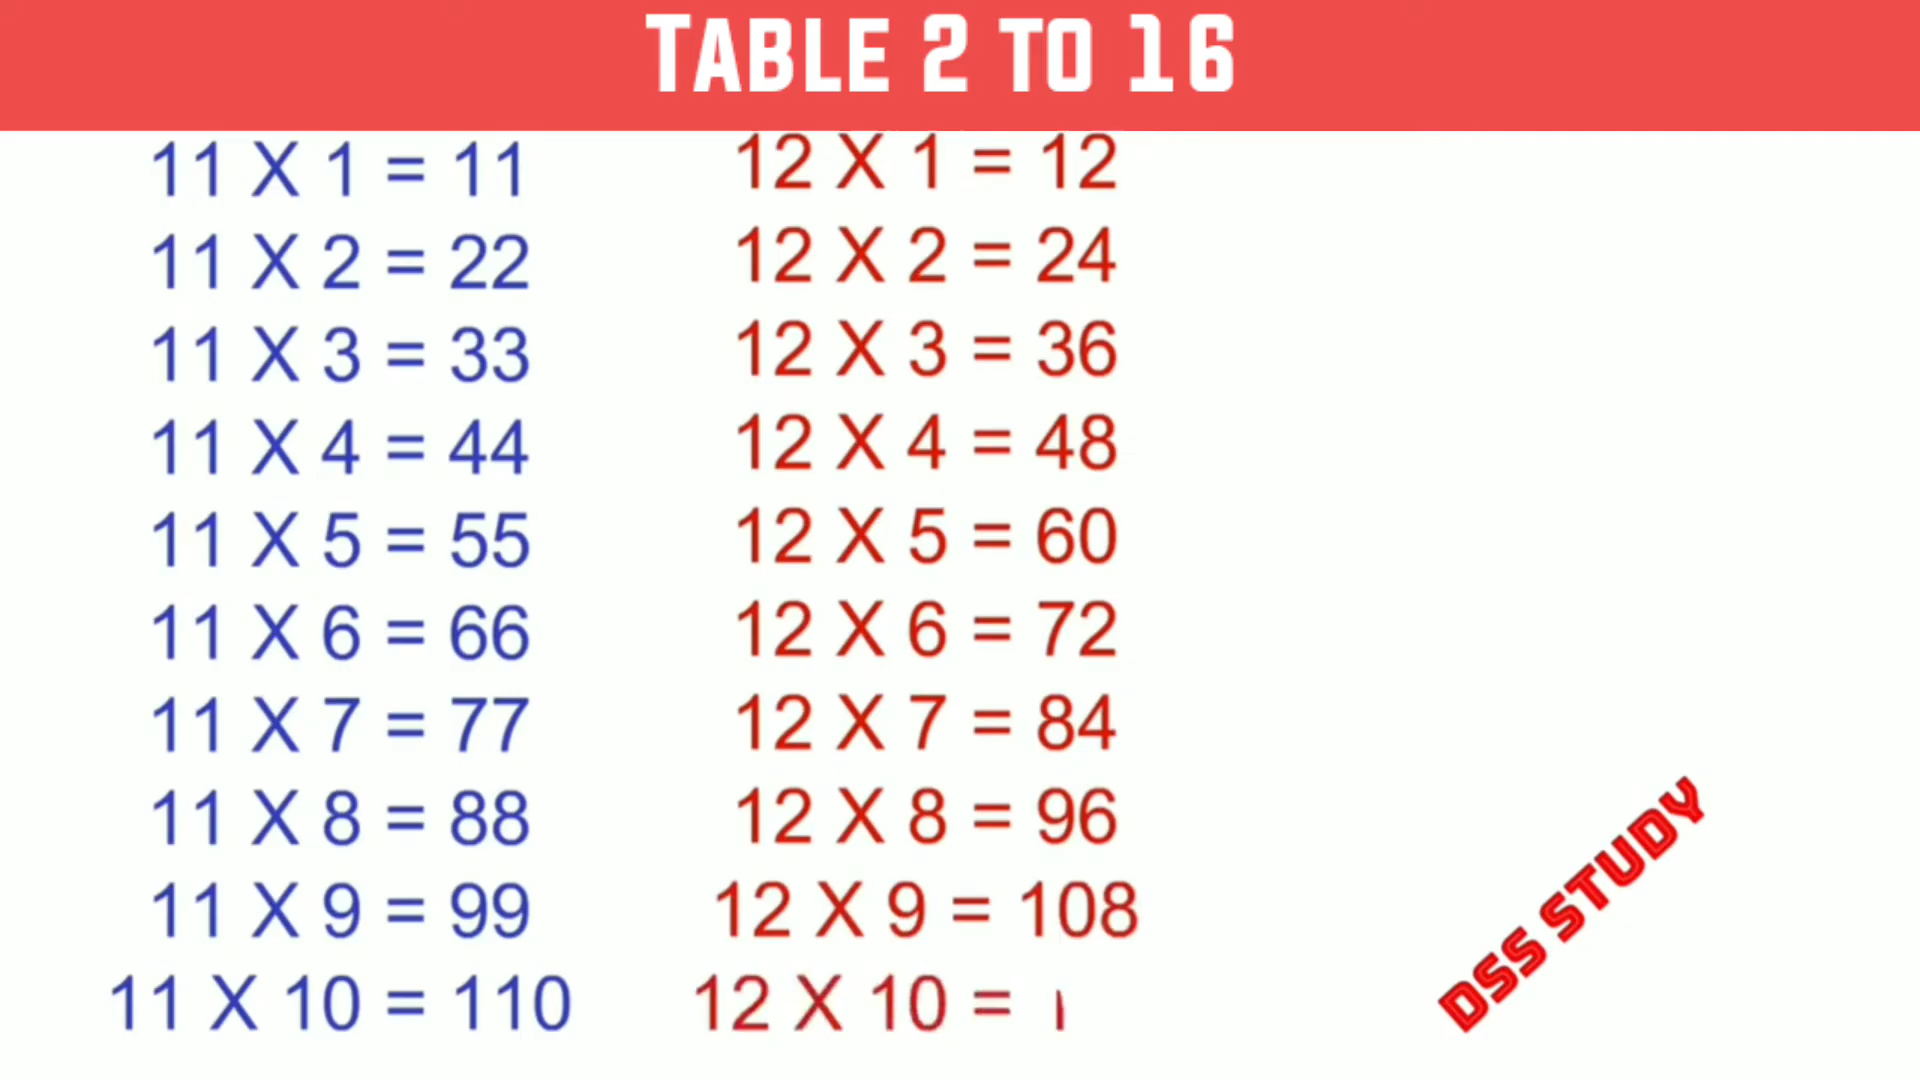 TABLE 2 TO 16
11 X 1 = 11
11 X 2 = 22
11 X 3 = 33
11 X 4 = 44
11 X 5 = 55
11 X 6 = 66
11 X 7 = 77
11 X 8 = 88
11 X 9 = 99
11 X 10 = 110
12 X 1 = 12
12 X 2 = 24
12 X 3 = 36
12 X 4 = 48
12 X 5 = 60
12 X 6 = 72
12 X 7 = 84
12 X 8 = 96
12 X 9 = 108
12 X 10 =
DSS STUDY